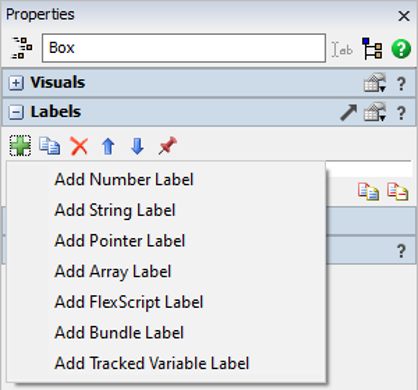 Properties
Box
ab
Visuals
?
Labels
?
Add Number Label
Add String Label
Add Pointer Label
Add Array Label
Add FlexScript Label
?
Add Bundle Label
Add Tracked Variable Label